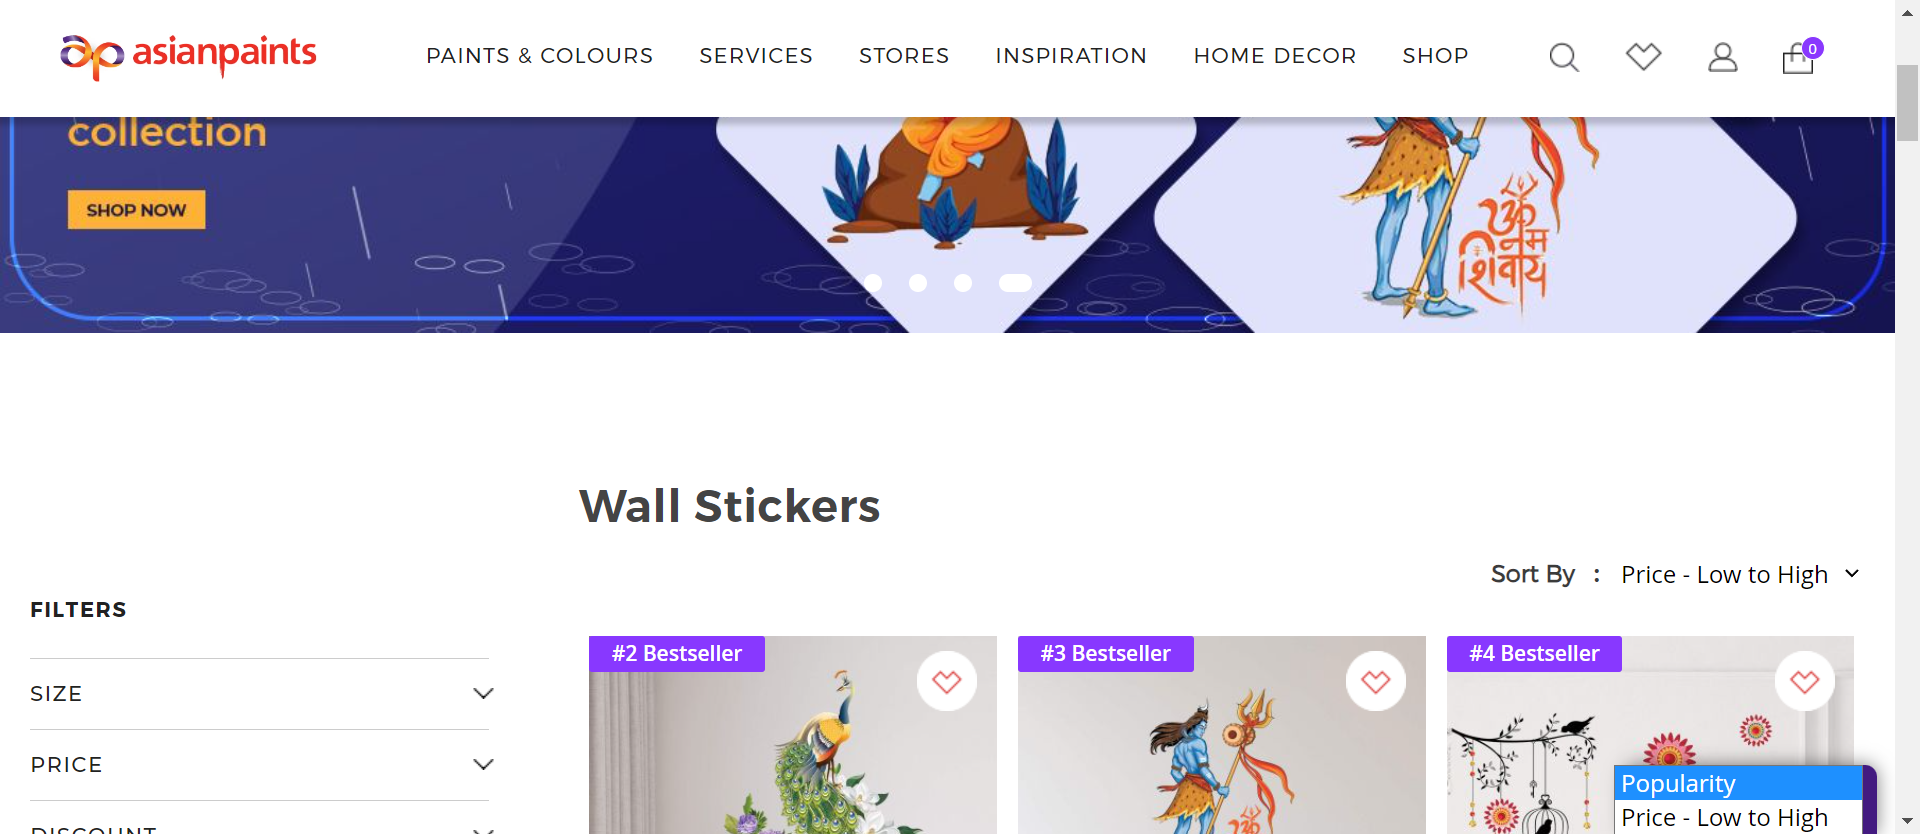 asianpaints
PAINTS & COLOURS
SERVICES
STORES
INSPIRATION
HOME DECOR
SHOP
0
collection
SHOP NOW
ॐ
नमः
शिवाय
Wall Stickers
Sort By : Price - Low to High
FILTERS
SIZE
PRICE
DISCOUNT
#2 Bestseller
#3 Bestseller
#4 Bestseller
ॐ
Popularity
Price - Low to High